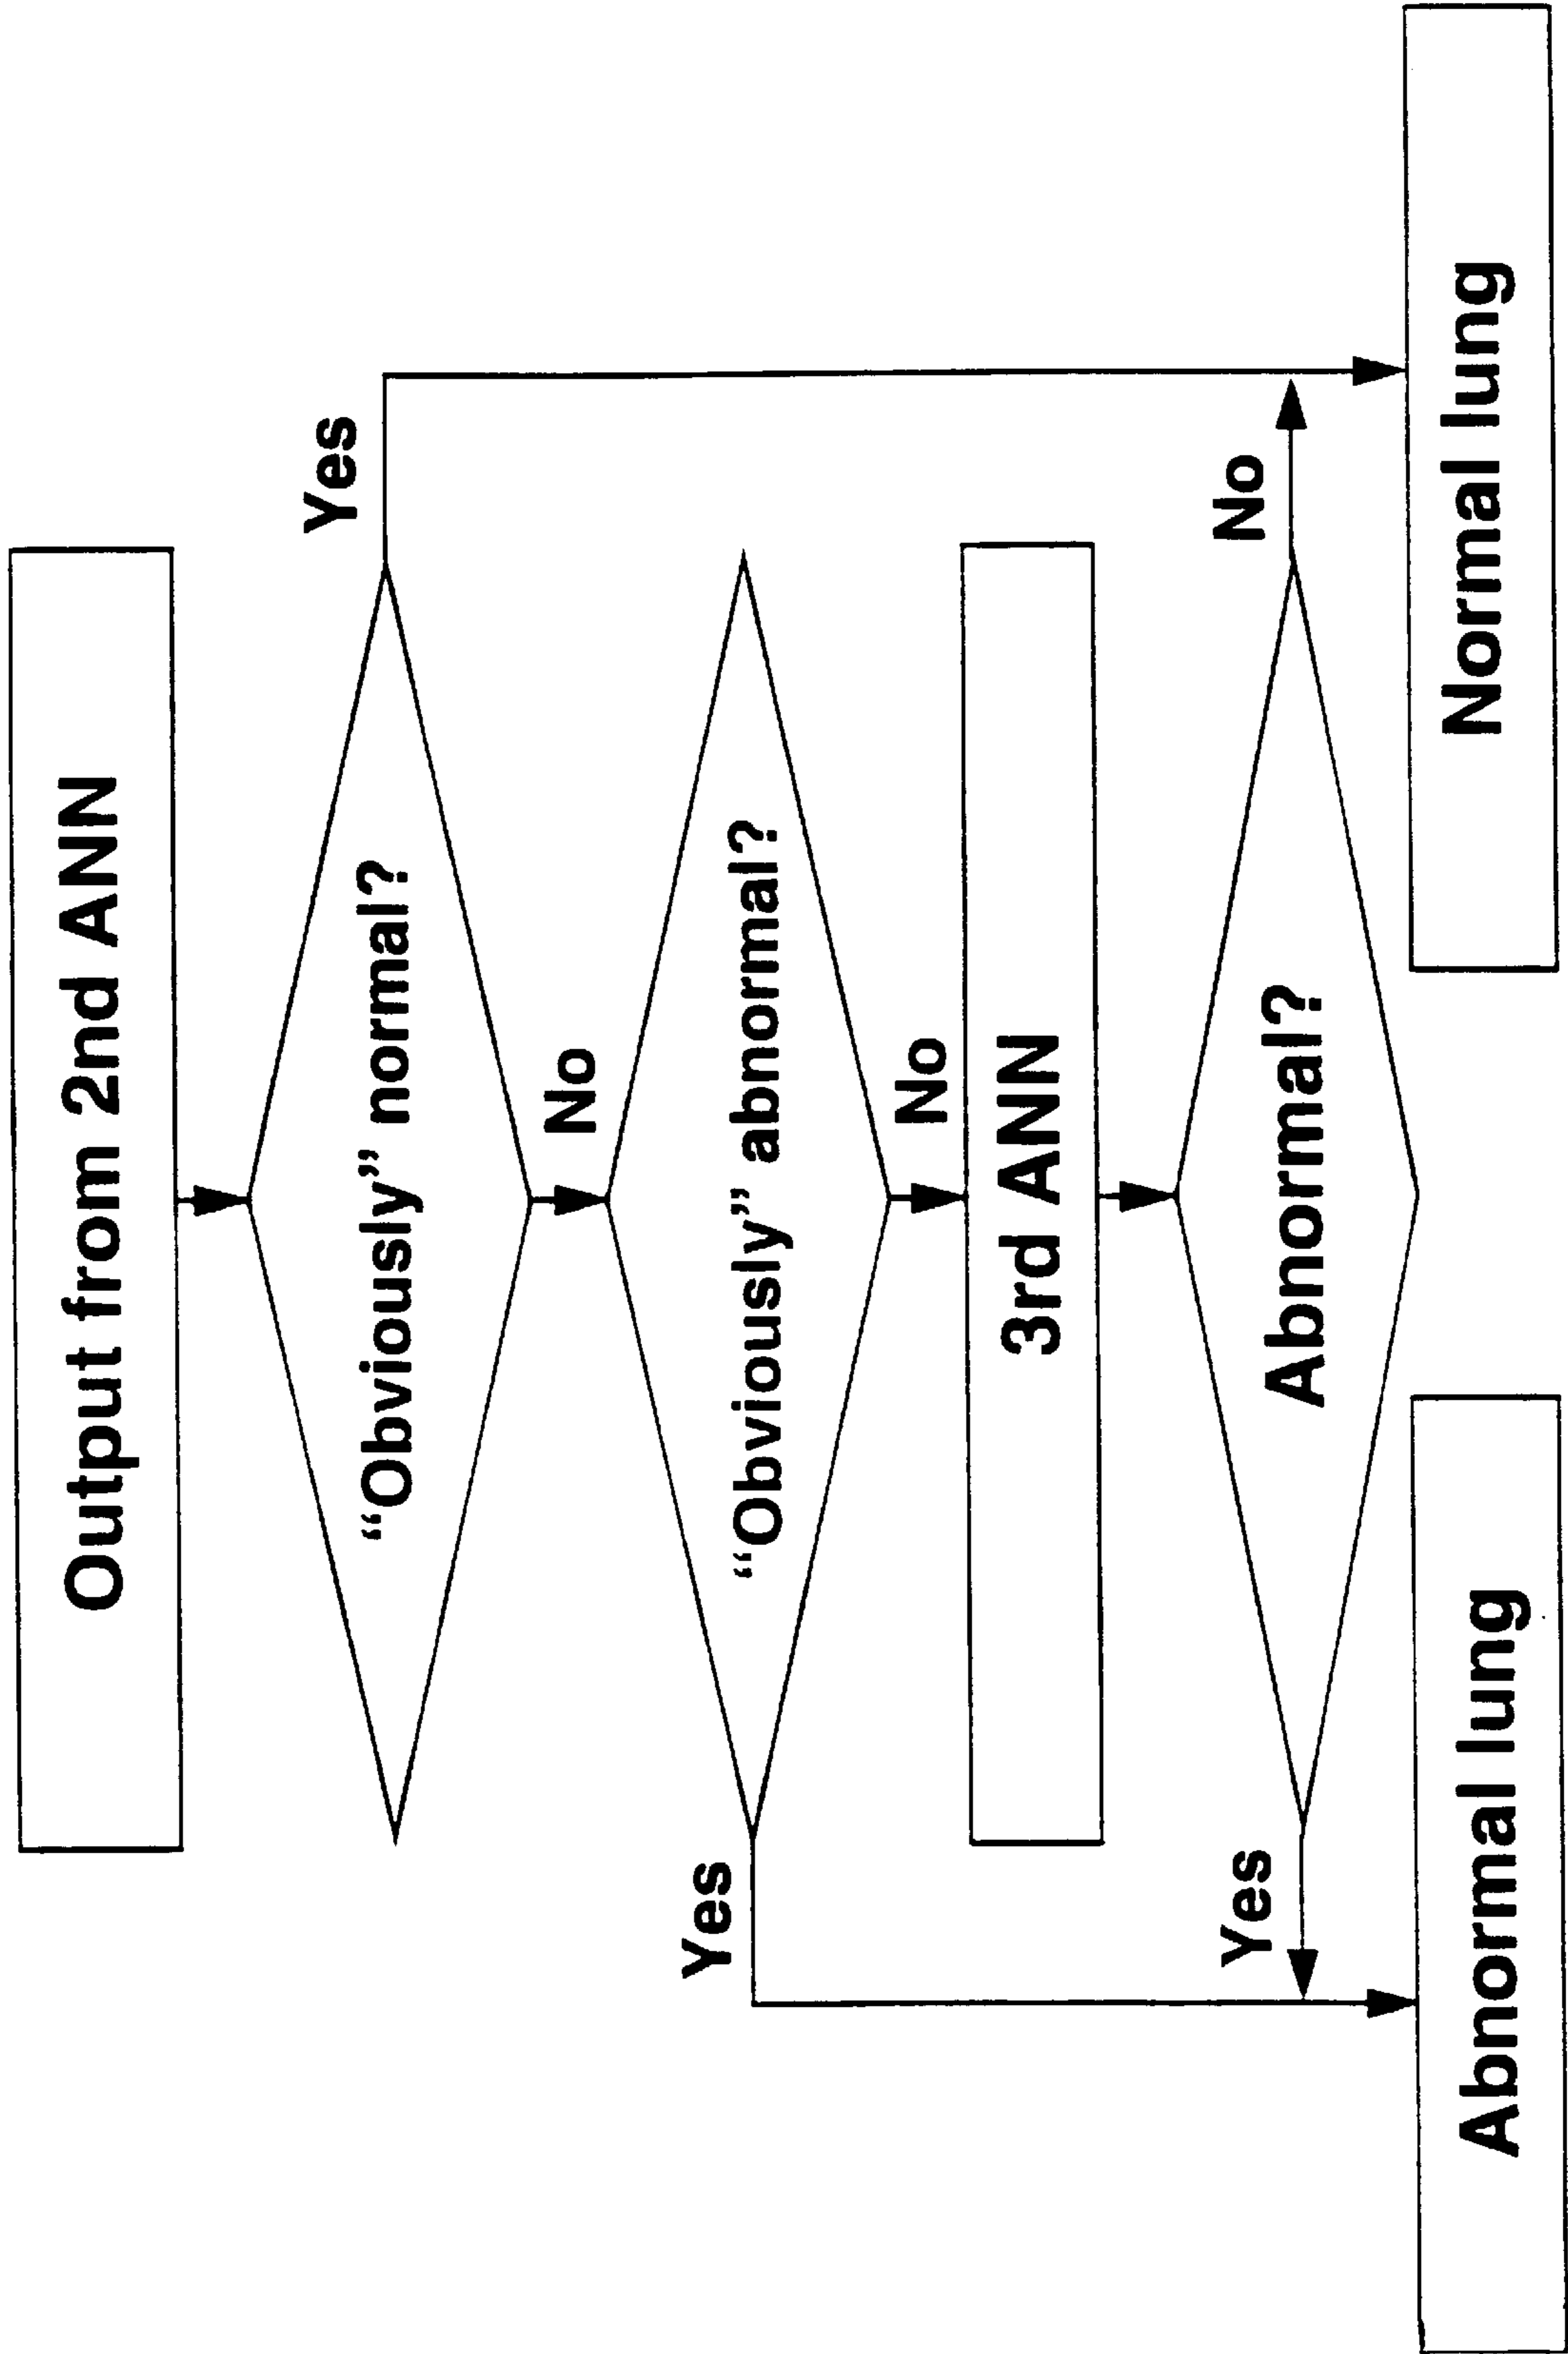 Output from 2nd ANN
“Obviously” normal?
Yes
No
“Obviously” abnormal?
Yes
No
3rd ANN
Abnormal?
Yes
No
Abnormal lung
Normal lung